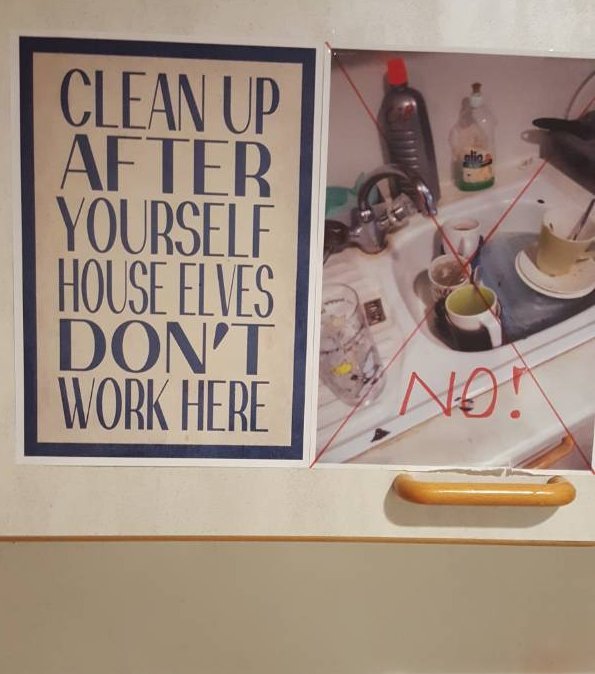 CLEAN UP
AFTER
YOURSELF
HOUSE ELVES
DON'T
WORK HERE
NO!